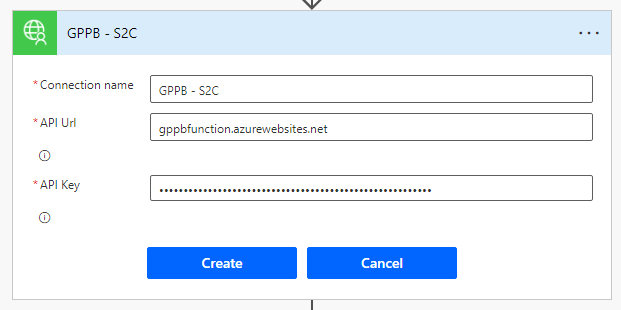 GPPB - S2C
* Connection name
GPPB - S2C
* API Url
gppbfunction.azurewebsites.net
* API Key
••••••••••••••••••••••••••••••••••••••••••••••••••••••••
Create Cancel